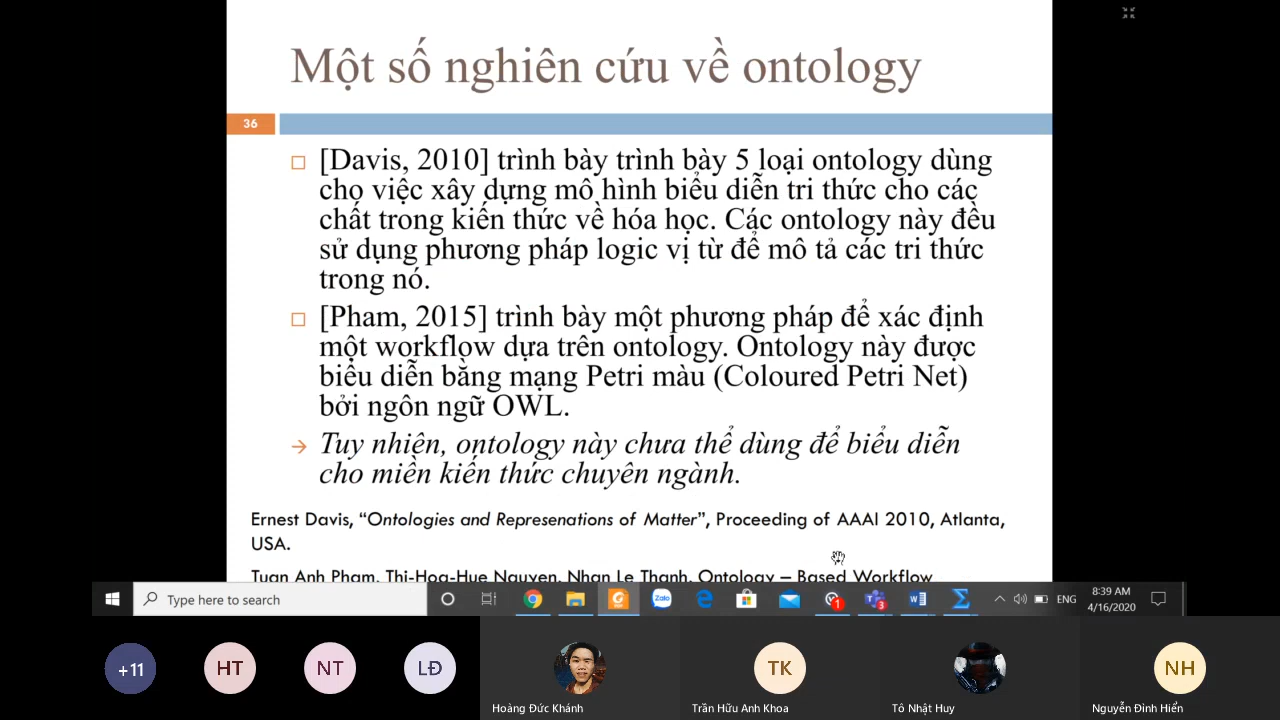 Một số nghiên cứu về ontology
36
[Davis, 2010] trình bày trình bày 5 loại ontology dùng
cho việc xây dựng mô hình biểu diễn tri thức cho các
chất trong kiến thức về hóa học. Các ontology này đều
sử dụng phương pháp logic vị từ để mô tả các tri thức
trong nó.
[Pham, 2015] trình bày một phương pháp để xác định
một workflow dựa trên ontology. Ontology này được
biểu diễn bằng mạng Petri màu (Coloured Petri Net)
bởi ngôn ngữ OWL.
Tuy nhiên, ontology này chưa thể dùng để biểu diễn
cho miền kiến thức chuyên ngành.
Ernest Davis, “Ontologies and Represenations of Matter”, Proceeding of AAAI 2010, Atlanta,
USA.
Tuan Anh Pham, Thi-Hoa-Hue Nguyen, Nhan Le Thanh, Ontology – Based Workflow
Type here to search
Zalo
1
3
ENG
8:39 AM
4/16/2020
+11
HT
NT
LĐ
TK
NH
Hoàng Đức Khánh
Trần Hữu Anh Khoa
Tô Nhật Huy
Nguyễn Đình Hiển